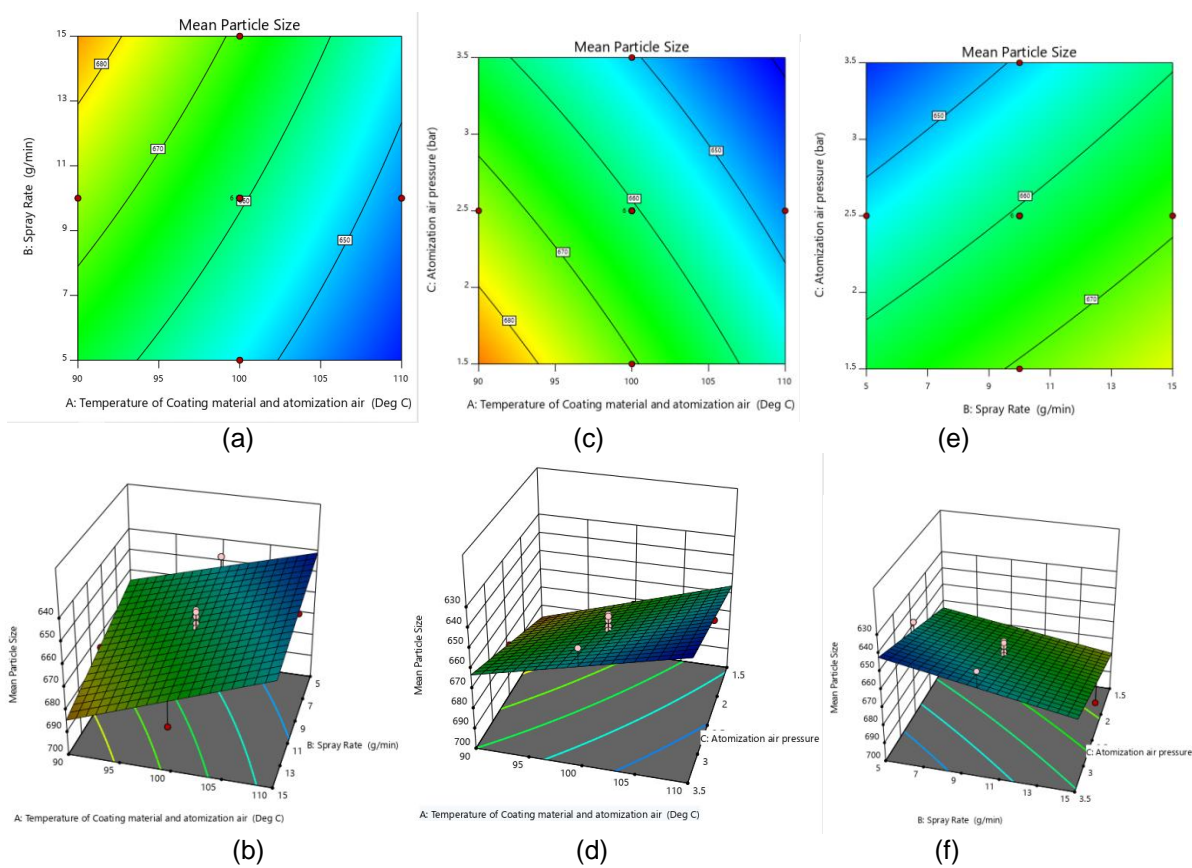 Mean Particle Size
15
13
11
9
7
5
B: Spray Rate (g/min)
680
670
660
650
6
90 95 100 105 110
A: Temperature of Coating material and atomization air (Deg C)
(a)
Mean Particle Size
3.5
3
2.5
2
1.5
C: Atomization air pressure (bar)
650
660
6
670
680
90 95 100 105 110
A: Temperature of Coating material and atomization air (Deg C)
(c)
Mean Particle Size
3.5
3
2.5
2
1.5
C: Atomization air pressure (bar)
650
660
6
670
5 7 9 11 13 15
B: Spray Rate (g/min)
(e)
Mean Particle Size
640
650
660
670
680
690
700
90 95 100 105 110
5
7
9
11
13
15
B: Spray Rate (g/min)
A: Temperature of Coating material and atomization air (Deg C)
(b)
Mean Particle Size
630
640
650
660
670
680
690
700
90 95 100 105 110
1.5
2
C: Atomization air pressure
3
3.5
A: Temperature of Coating material and atomization air (Deg C)
(d)
Mean Particle Size
630
640
650
660
670
680
690
700
5 7 9 11 13 15
1.5
2
C: Atomization air pressure
3
3.5
B: Spray Rate (g/min)
(f)